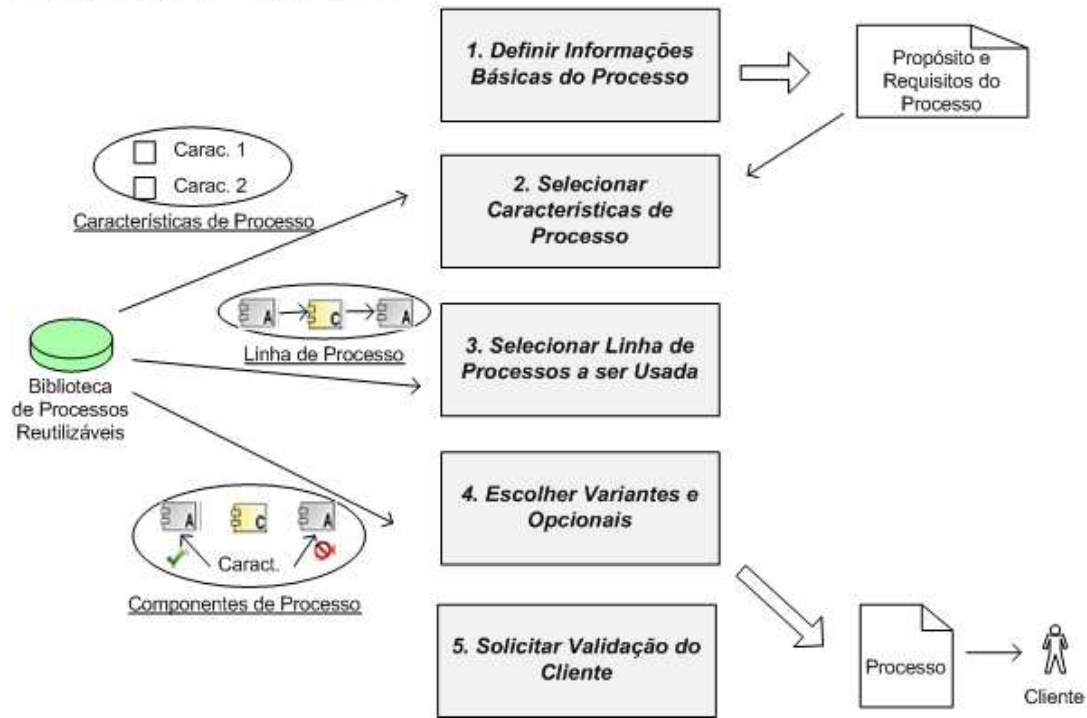 1. Definir Informações
Básicas do Processo
Propósito e
Requisitos do
Processo
Carac. 1
Carac. 2
Características de Processo
2. Selecionar
Características de
Processo
A
C
A
Linha de Processo
3. Selecionar Linha de
Processos a ser Usada
Biblioteca
de Processos
Reutilizáveis
4. Escolher Variantes e
Opcionais
A
C
A
Caract.
Componentes de Processo
5. Solicitar Validação do
Cliente
Processo
Cliente